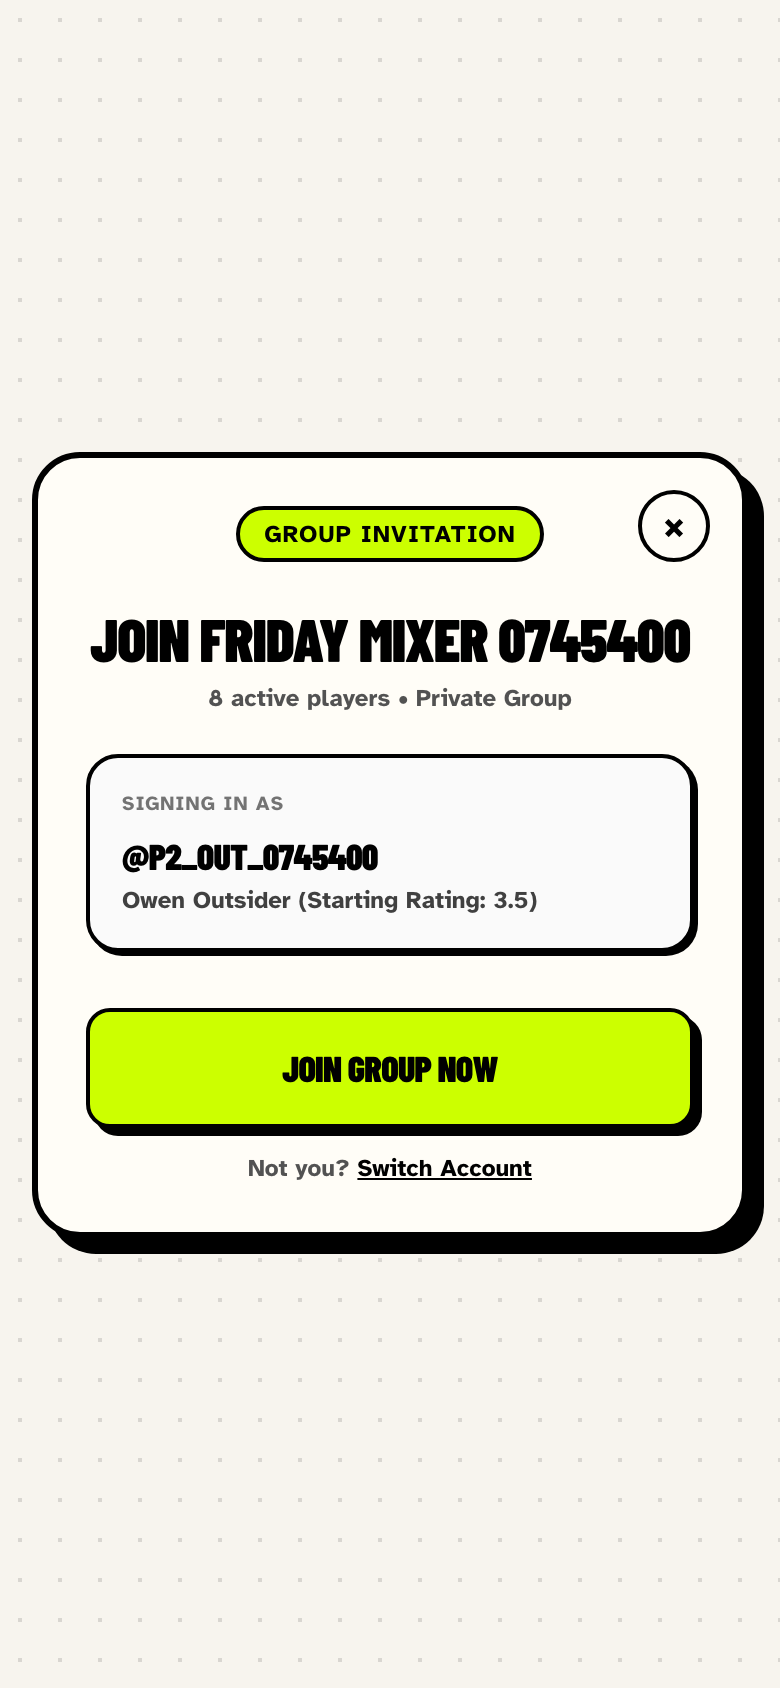 GROUP INVITATION
×
JOIN FRIDAY MIXER 0745400
8 active players • Private Group
SIGNING IN AS
@P2_OUT_0745400
Owen Outsider (Starting Rating: 3.5)
JOIN GROUP NOW
Not you? Switch Account